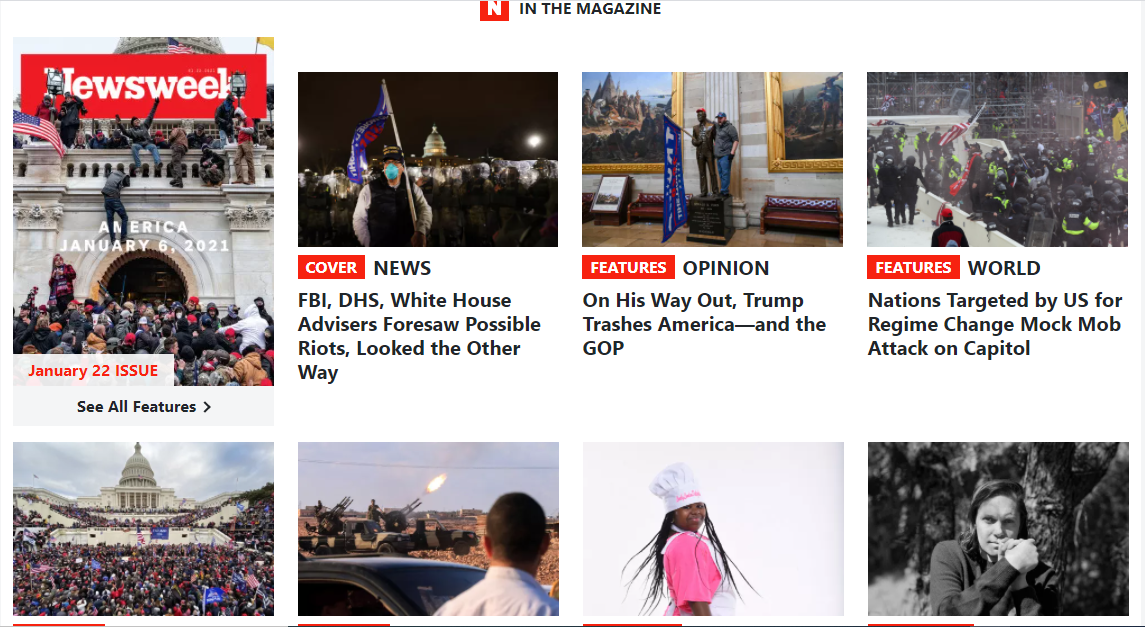 N IN THE MAGAZINE
Newsweek
AMERICA
JANUARY 6, 2021
January 22 ISSUE
See All Features
COVER NEWS
FBI, DHS, White House
Advisers Foresaw Possible
Riots, Looked the Other
Way
FEATURES OPINION
On His Way Out, Trump
Trashes America—and the
GOP
FEATURES WORLD
Nations Targeted by US for
Regime Change Mock Mob
Attack on Capitol